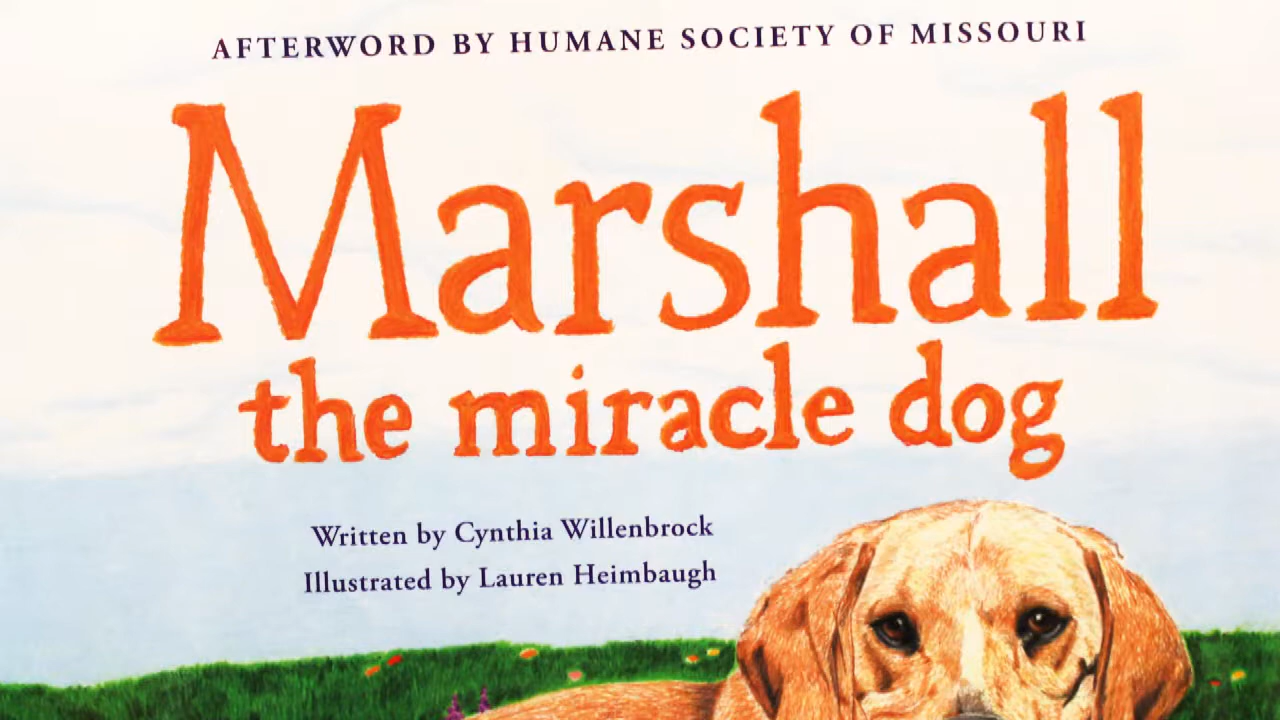 AFTERWORD BY HUMANE SOCIETY OF MISSOURI
Marshall
the miracle dog
Written by Cynthia Willenbrock
Illustrated by Lauren Heimbaugh